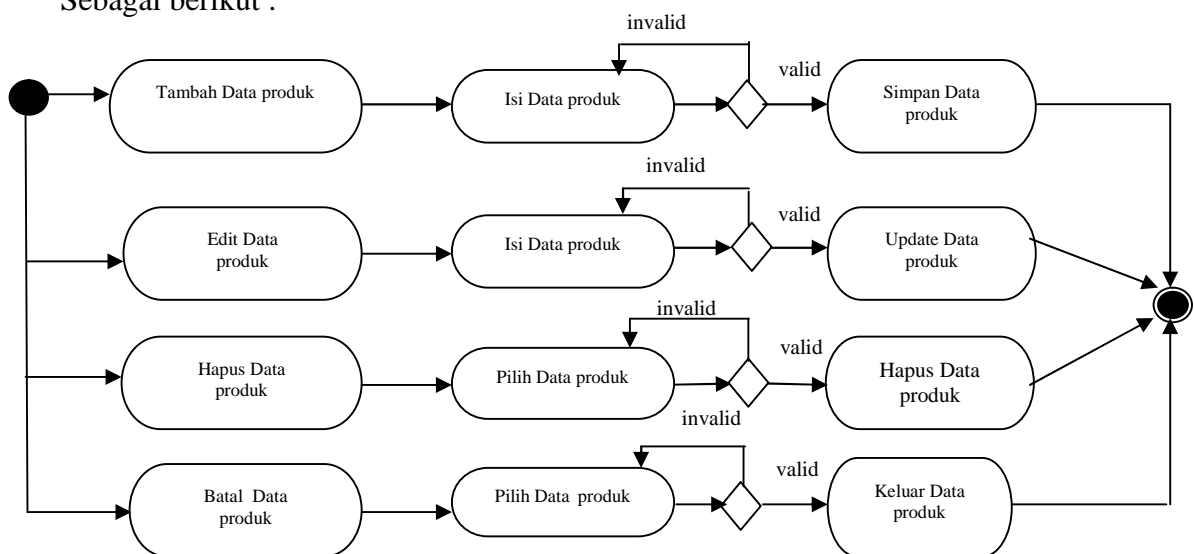 Sebagai berikut :
invalid
Tambah Data produk
Isi Data produk
valid
Simpan Data
produk
invalid
Edit Data
produk
Isi Data produk
valid
Update Data
produk
invalid
Hapus Data
produk
Pilih Data produk
valid
Hapus Data
produk
invalid
Batal Data
produk
Pilih Data produk
valid
Keluar Data
produk